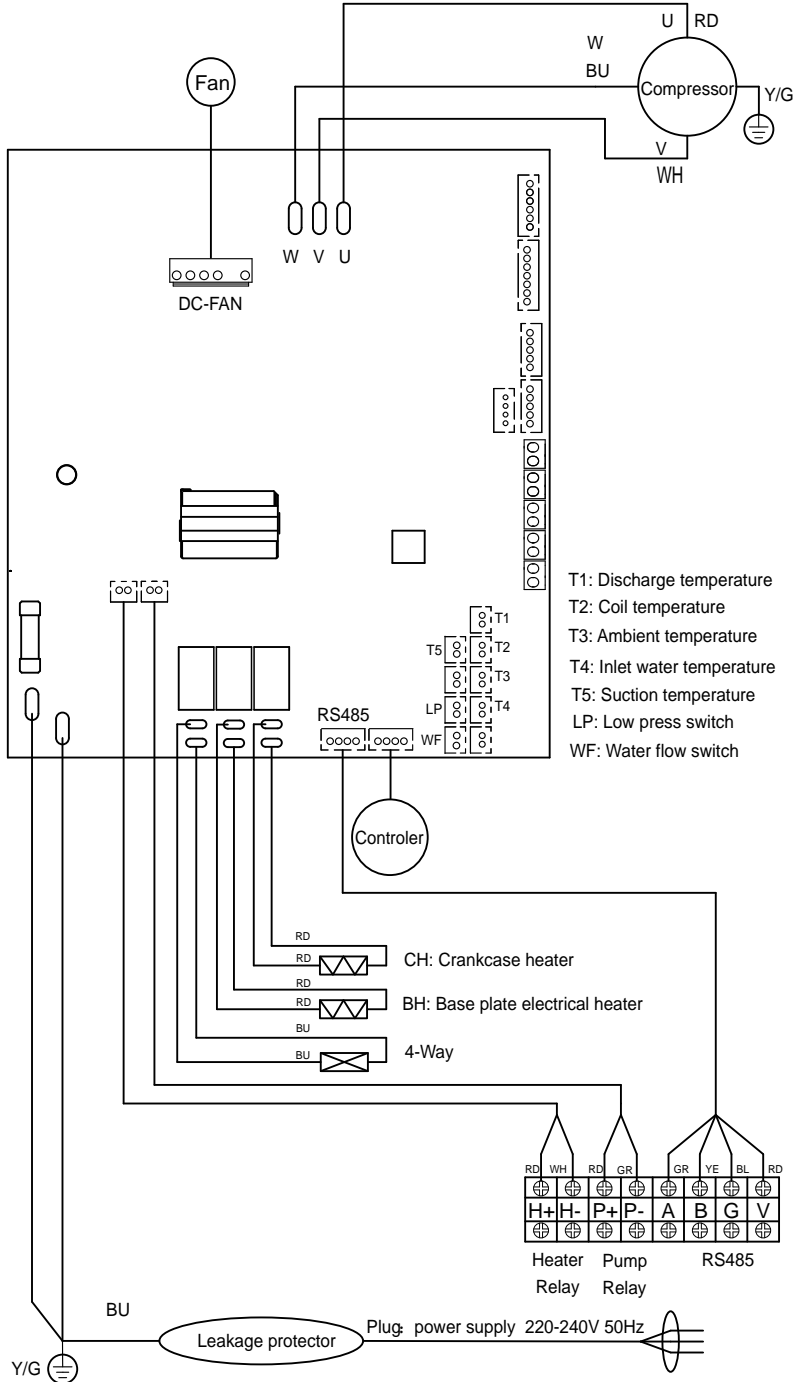 U RD
W
BU
Fan
Compressor
Y/G
V
WH
W V U
DC-FAN
T1: Discharge temperature
T2: Coil temperature
T3: Ambient temperature
T4: Inlet water temperature
T5: Suction temperature
LP: Low press switch
WF: Water flow switch
T1
T5 T2
T3
LP T4
WF
RS485
Controler
RD
RD CH: Crankcase heater
RD
RD BH: Base plate electrical heater
BU
BU 4-Way
RD WH RD GR GR YE BL RD
H+ H- P+ P- A B G V
Heater Relay
Pump Relay
RS485
BU
Leakage protector
Plug: power supply 220-240V 50Hz
Y/G